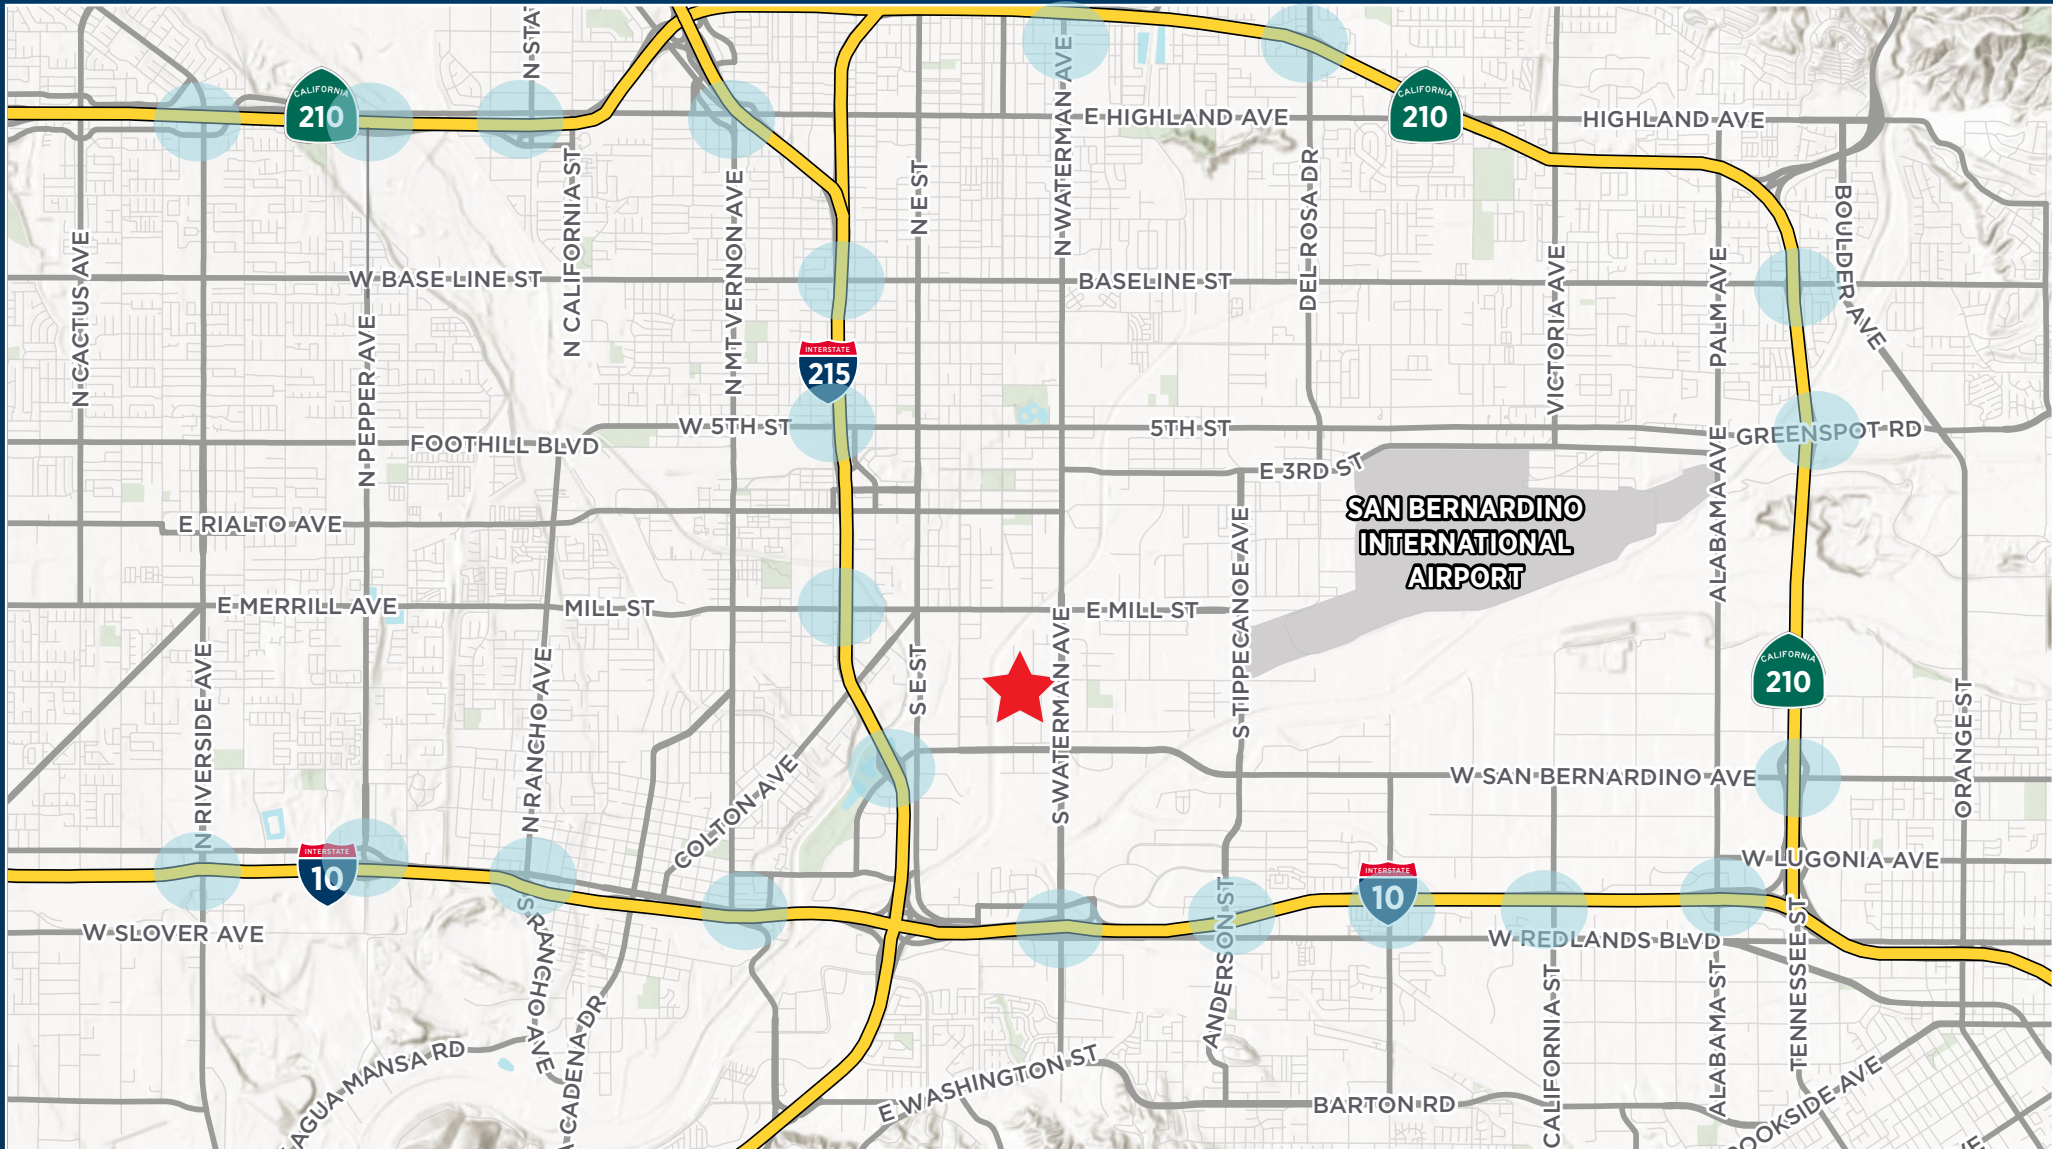 N STA
CALIFORNIA
210
E HIGHLAND AVE
CALIFORNIA
210
HIGHLAND AVE
N CACTUS AVE
N CALIFORNIA ST
N MT VERNON AVE
N E ST
N WATERMAN AVE
DEL ROSA DR
VICTORIA AVE
PALM AVE
BOULDER AVE
W BASE LINE ST
BASELINE ST
INTERSTATE
215
N PEPPER AVE
FOOTHILL BLVD
W 5TH ST
5TH ST
GREENSPOT RD
E 3RD ST
SAN BERNARDINO
INTERNATIONAL
AIRPORT
E RIALTO AVE
ALABAMA AVE
S TIPPECANOE AVE
E MERRILL AVE
MILL ST
E MILL ST
N RIVERSIDE AVE
N RANCHO AVE
S E ST
S WATERMAN AVE
CALIFORNIA
210
ORANGE ST
COLTON AVE
W SAN BERNARDINO AVE
W LUGONIA AVE
INTERSTATE
10
INTERSTATE
10
W SLOVER AVE
S RANCHO AVE
ANDERSON ST
W REDLANDS BLVD
TENNESSEE ST
AGUA MANSA RD
A CADENA DR
E WASHINGTON ST
BARTON RD
CALIFORNIA ST
ALABAMA ST
OOKSIDE AVE